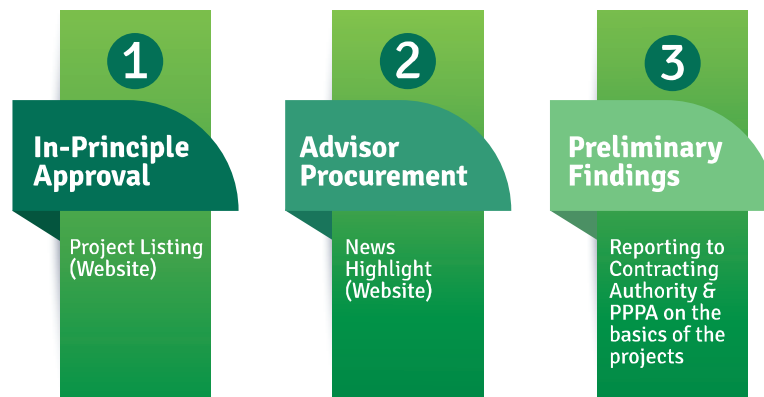 1
In-Principle
Approval
Project Listing
(Website)
2
Advisor
Procurement
News
Highlight
(Website)
3
Preliminary
Findings
Reporting to
Contracting
Authority &
PPPA on the
basics of the
projects